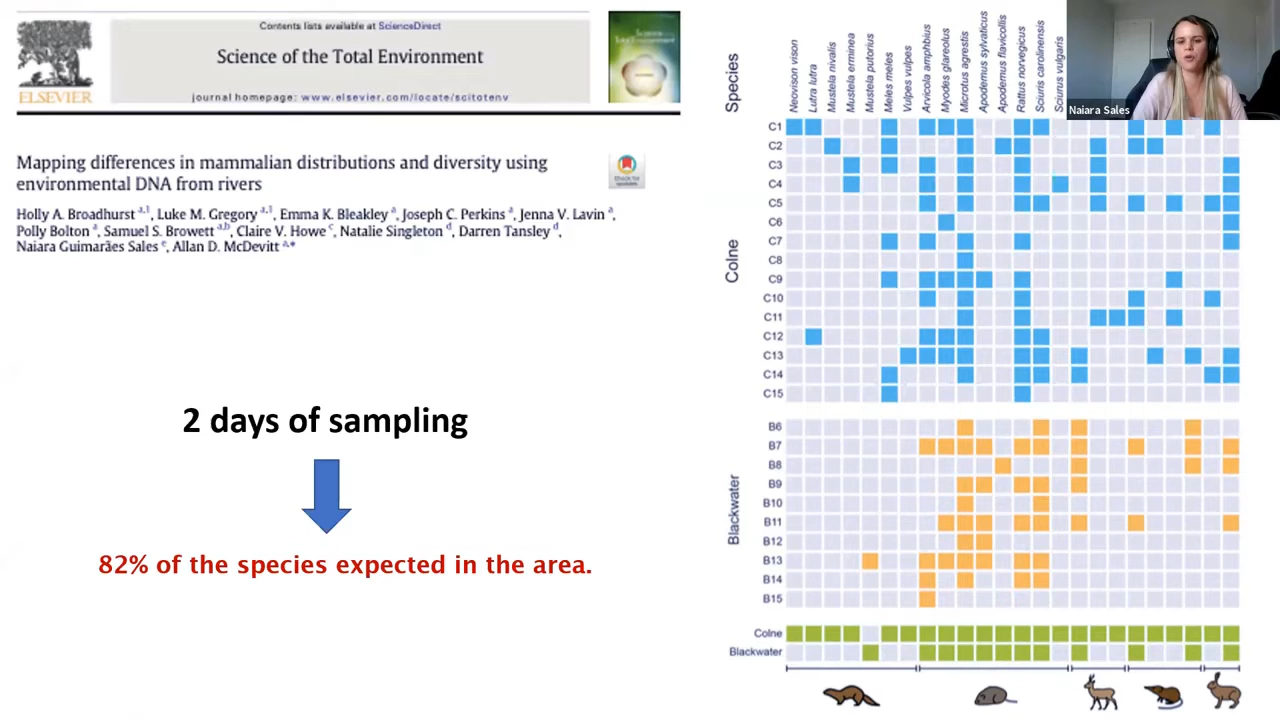 Contents lists available at ScienceDirect
Science of the Total Environment
ELSEVIER
journal homepage: www.elsevier.com/locate/scitotenv
Mapping differences in mammalian distributions and diversity using
environmental DNA from rivers
Holly A. Broadhurst a,1, Luke M. Gregory a,1, Emma K. Bleakley a, Joseph C. Perkins a, Jenna V. Lavin a,
Polly Bolton a, Samuel S. Browett a,b, Claire V. Howe c, Natalie Singleton d, Darren Tansley d,
Naiara Guimarães Sales e, Allan D. McDevitt a,*
Check for
updates
2 days of sampling
82% of the species expected in the area.
Species
Neovison vison
Lutra lutra
Mustela nivalis
Mustela erminea
Mustela putorius
Meles meles
Vulpes vulpes
Arvicola amphibius
Myodes glareolus
Microtus agrestis
Apodemus sylvaticus
Apodemus flavicollis
Rattus norvegicus
Sciuris carolinensis
Sciurus vulgaris
Naiara Sales
Colne
C1
C2
C3
C4
C5
C6
C7
C8
C9
C10
C11
C12
C13
C14
C15
Blackwater
B6
B7
B8
B9
B10
B11
B12
B13
B14
B15
Colne
Blackwater